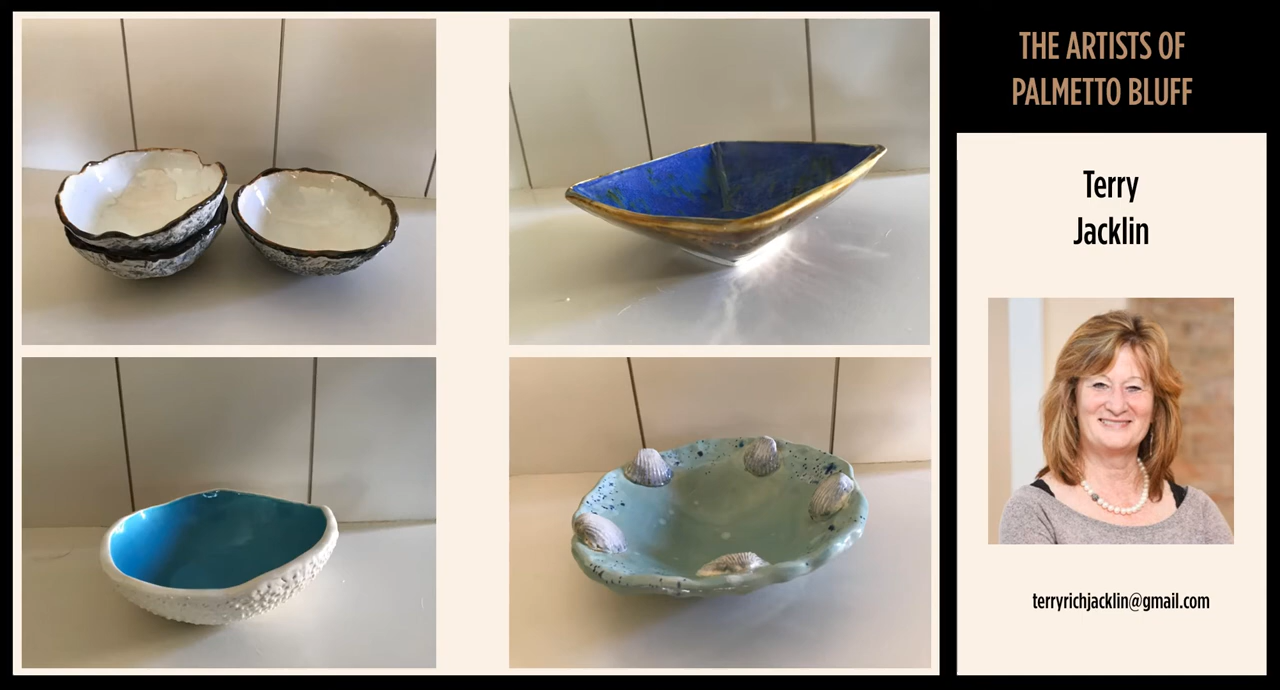 THE ARTISTS OF
PALMETTO BLUFF
Terry
Jacklin
terryrichjacklin@gmail.com